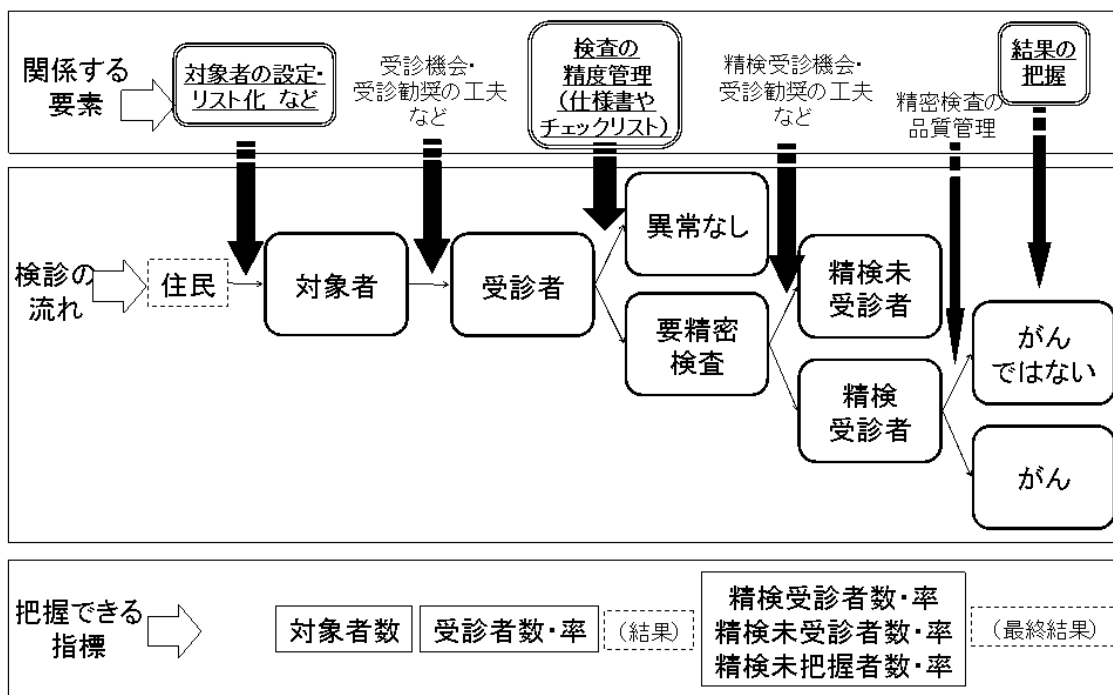 関係する
要素
対象者の設定・
リスト化 など
受診機会・
受診勧奨の工夫
など
検査の
精度管理
(仕様書や
チェックリスト)
精検受診機会・
受診勧奨の工夫
など
精密検査の
品質管理
結果の
把握
検診の
流れ
住民
対象者
受診者
異常なし
要精密
検査
精検未
受診者
精検
受診者
がん
ではない
がん
把握できる
指標
対象者数
受診者数・率
(結果)
精検受診者数・率
精検未受診者数・率
精検未把握者数・率
(最終結果)